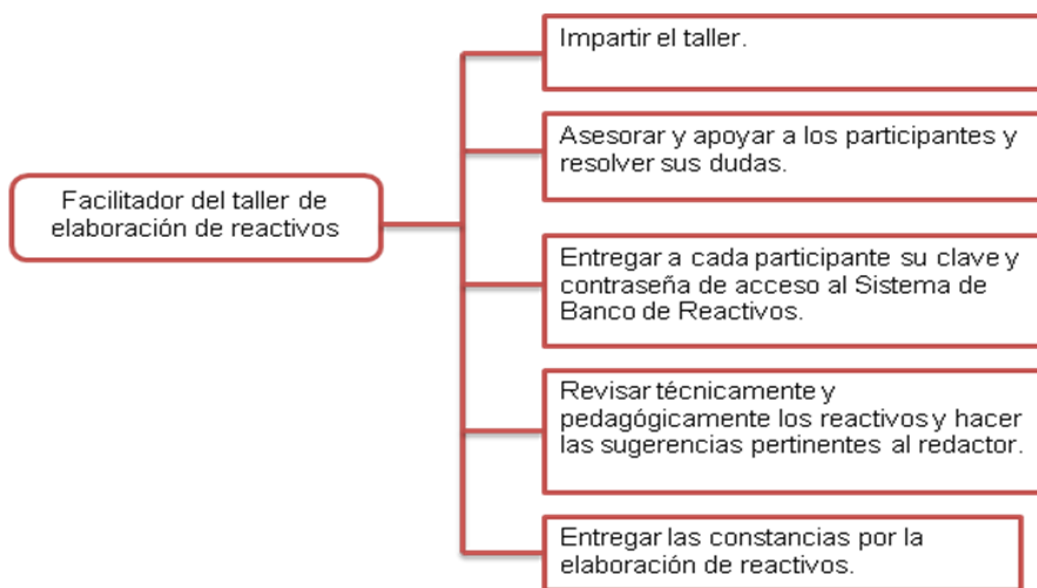 Impartir el taller.
Asesorar y apoyar a los participantes y
resolver sus dudas.
Facilitador del taller de
elaboración de reactivos
Entregar a cada participante su clave y
contraseña de acceso al Sistema de
Banco de Reactivos.
Revisar técnicamente y
pedagógicamente los reactivos y hacer
las sugerencias pertinentes al redactor.
Entregar las constancias por la
elaboración de reactivos.